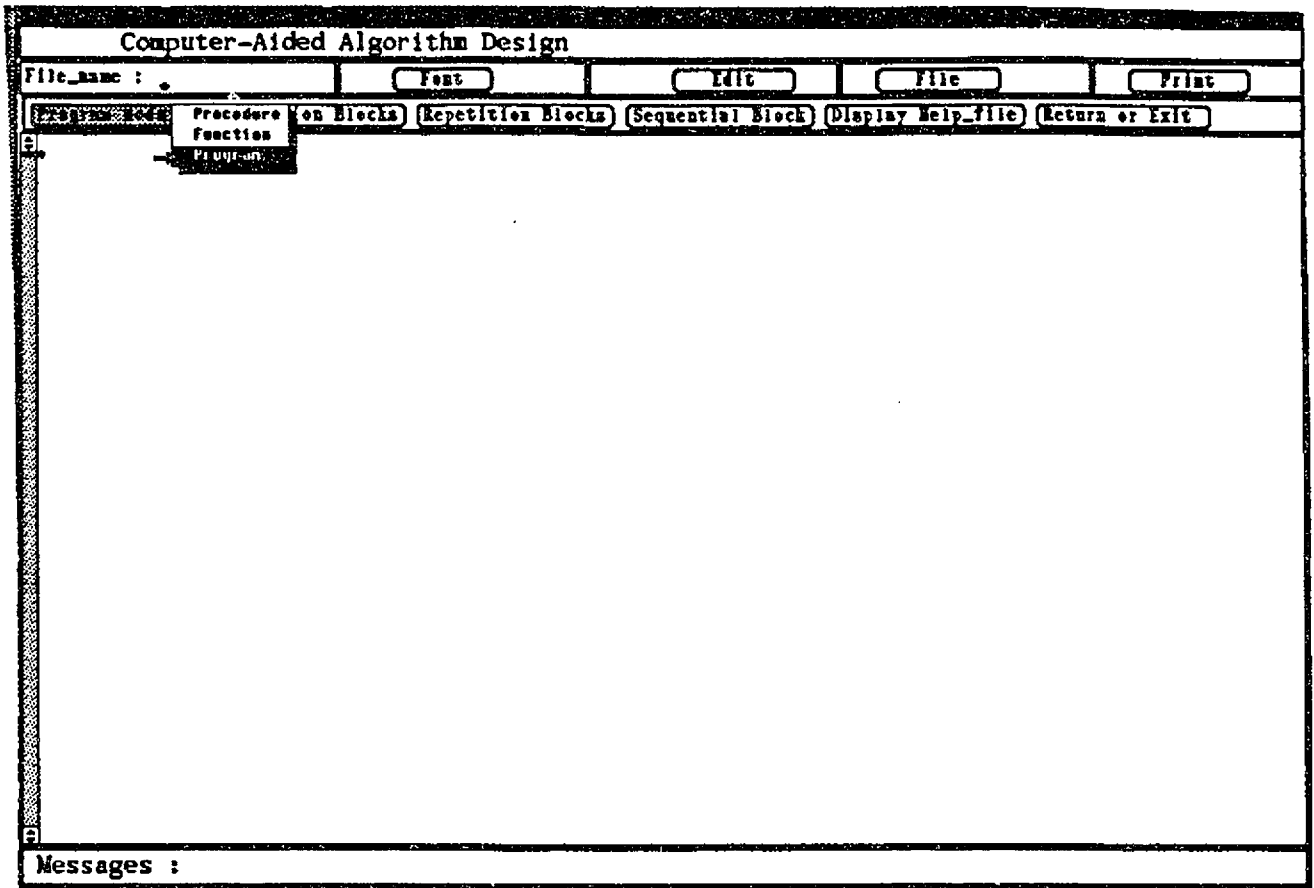 Computer-Aided Algorithm Design
File_name :
Font
Edit
File
Print
Program
on Blocks
Repetition Blocks
Sequential Block
Display Help_file
Return or Exit
Procedure
Function
Program
Messages :